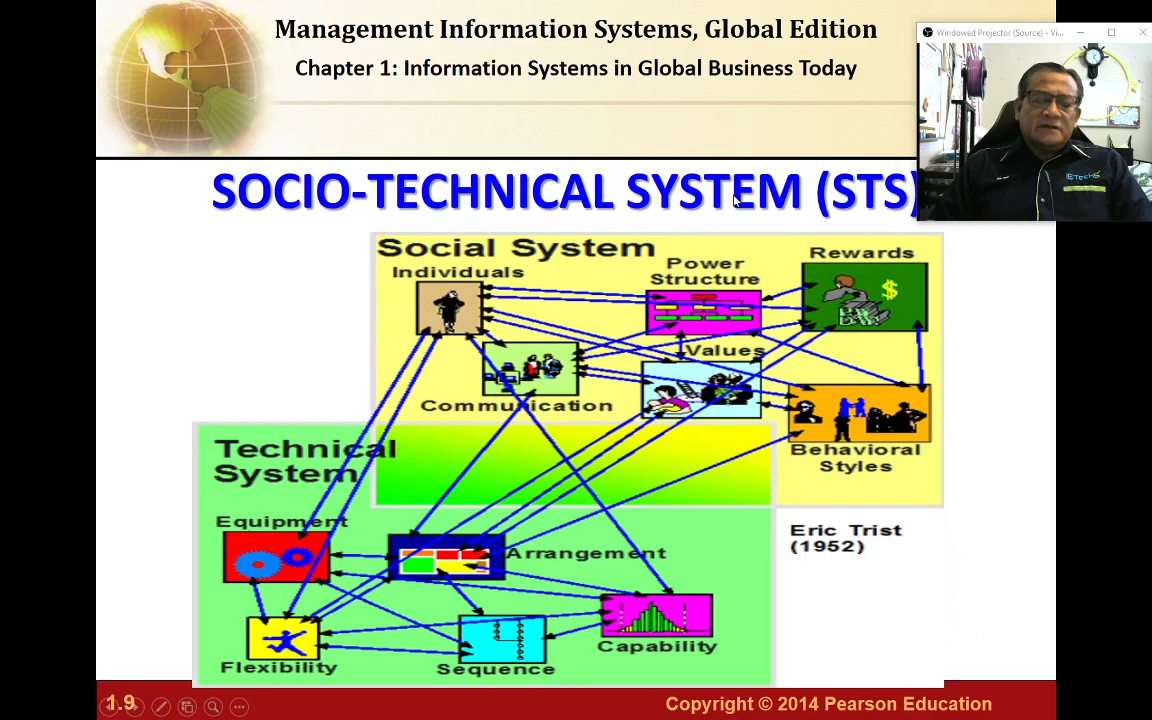 Management Information Systems, Global Edition
Chapter 1: Information Systems in Global Business Today
Windowed Projector (Source) - Vi...
SOCIO-TECHNICAL SYSTEM (STS)
Social System
Individuals
Power
Structure
Rewards
$
Values
Communication
Behavioral
Styles
Technical
System
Equipment
Arrangement
Eric Trist
(1952)
Flexibility
Sequence
Capability
1.9
Copyright © 2014 Pearson Education